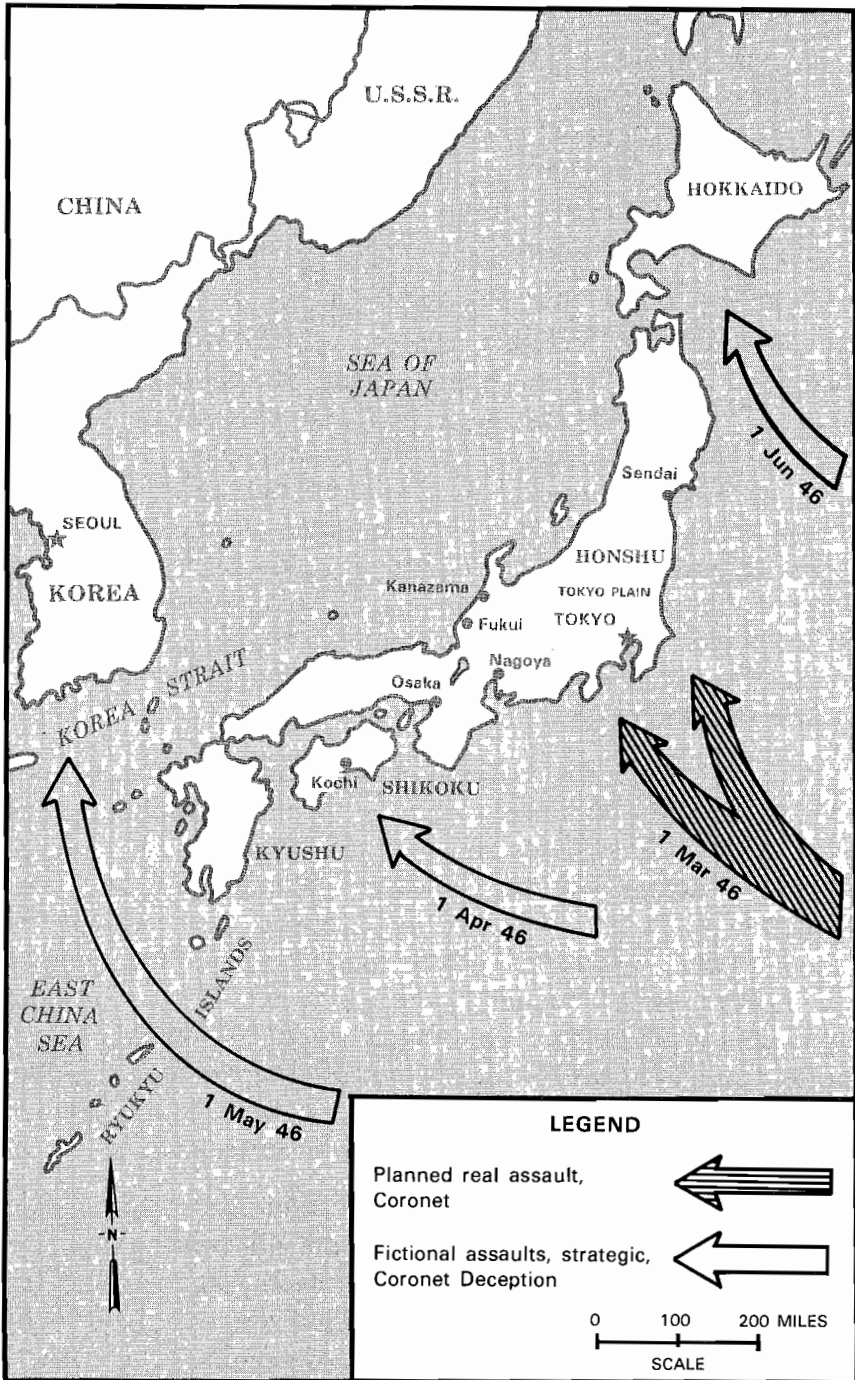 U.S.S.R.
CHINA
HOKKAIDO
SEA OF
JAPAN
1 Jun 46
Sendai
SEOUL
HONSHU
KOREA
Kanazama
TOKYO PLAIN
Fukui
TOKYO
Nagoya
KOREA STRAIT
Osaka
Kochi
SHIKOKU
KYUSHU
1 Mar 46
1 Apr 46
EAST
CHINA
SEA
RYUKYU ISLANDS
1 May 46
-N-
LEGEND
Planned real assault,
Coronet
Fictional assaults, strategic,
Coronet Deception
0 100 200 MILES
SCALE